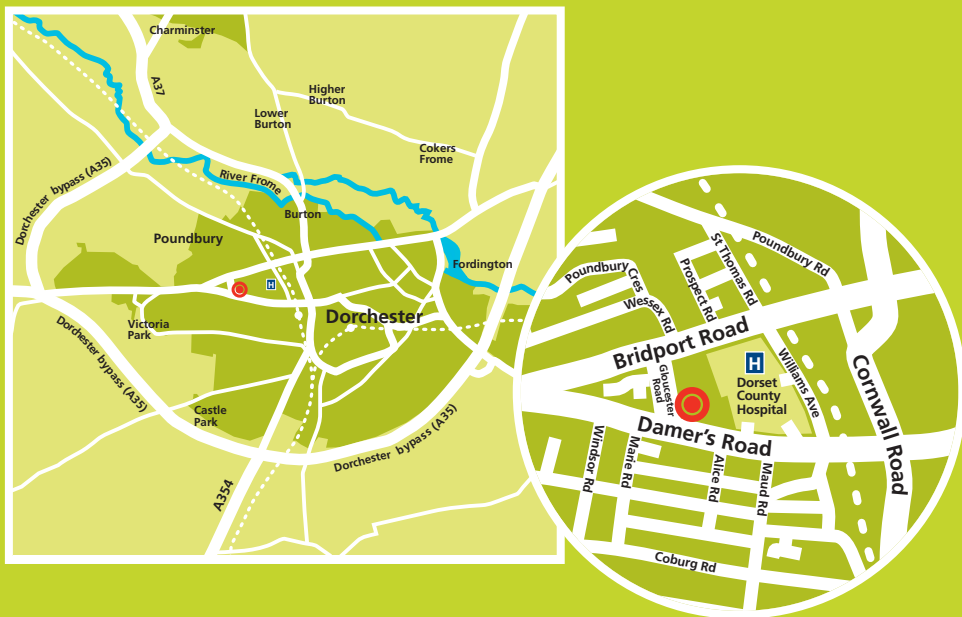 Charminster
A37
Higher
Burton
Lower
Burton
Cokers
Frome
Dorchester bypass (A35)
River Frome
Burton
Poundbury
Fordington
H
Dorchester
Victoria
Park
Dorchester bypass (A35)
Castle
Park
Dorchester bypass (A35)
A354
Poundbury Rd
St Thomas Rd
Poundbury
Cres
Prospect Rd
Wessex Rd
Bridport Road
H
Dorset
County
Hospital
Williams Ave
Cornwall Road
Gloucester
Road
Damer's Road
Windsor Rd
Marie Rd
Alice Rd
Maud Rd
Coburg Rd